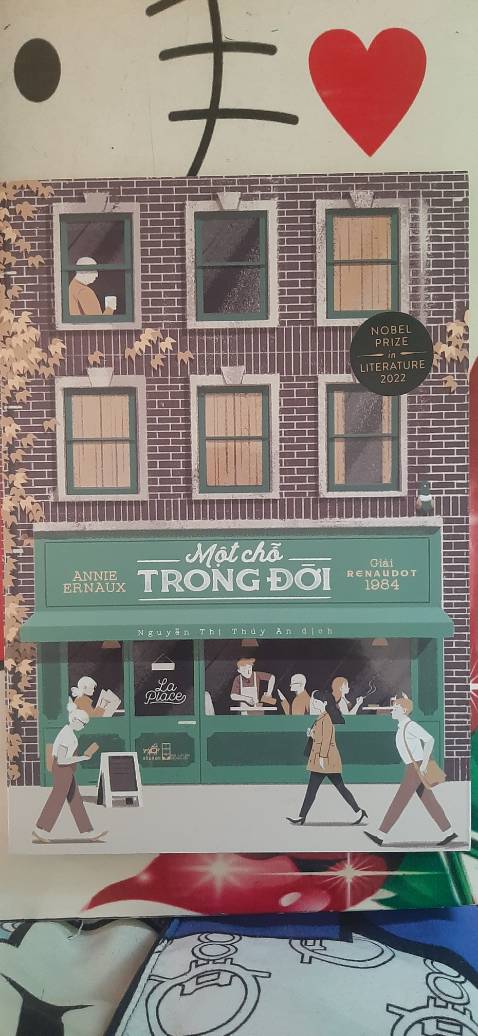 NOBEL
PRIZE
in
LITERATURE
2022
ANNIE
ERNAUX
Một chỗ
TRONG ĐỜI
Giải
RENAUDOT
1984
Nguyễn Thị Thúy An dịch
La
Place